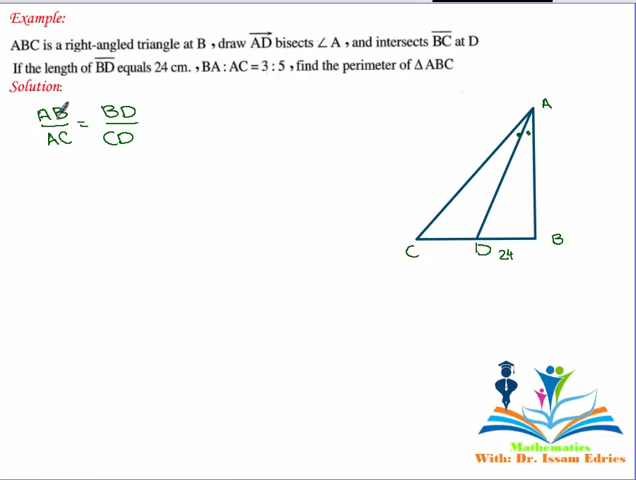 Example:
ABC is a right-angled triangle at B , draw AD bisects ∠ A , and intersects BC at D
If the length of BD equals 24 cm. , BA : AC = 3 : 5 , find the perimeter of Δ ABC
Solution:
AB/AC = BD/CD
A
C
D
24
B
Mathematics
With: Dr. Issam Edries